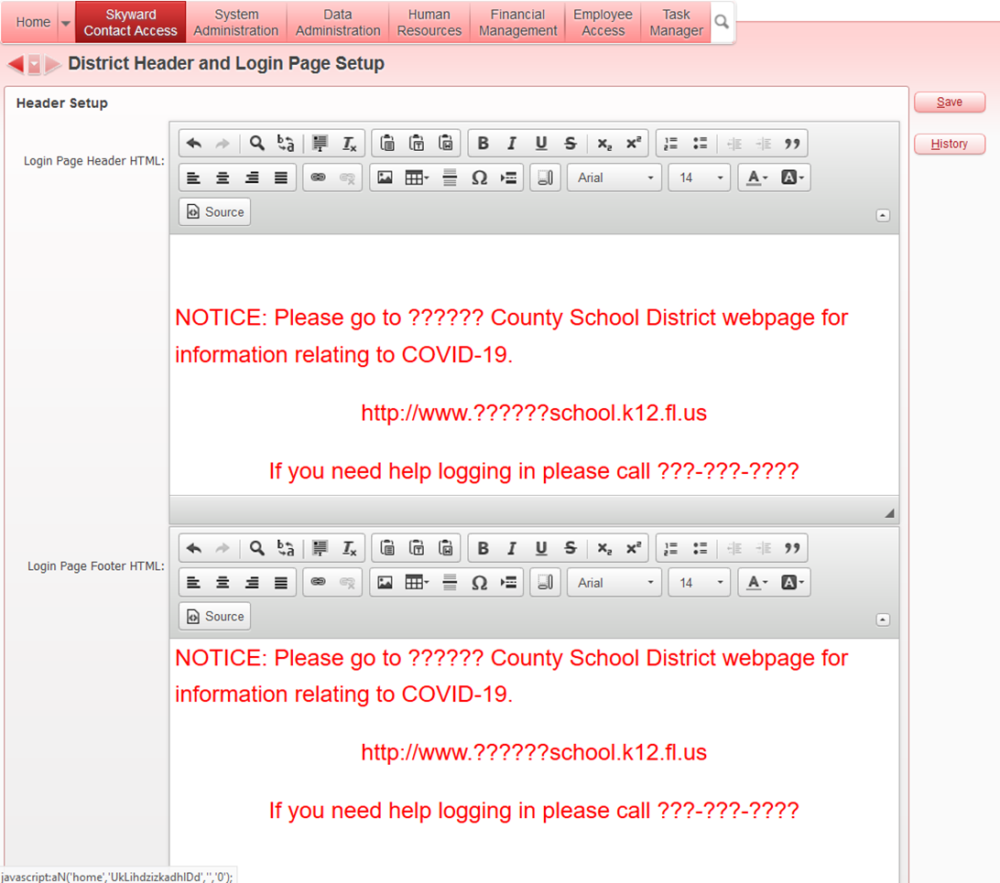 Home
Skyward Contact Access
System Administration
Data Administration
Human Resources
Financial Management
Employee Access
Task Manager
District Header and Login Page Setup
Header Setup
Save
History
Login Page Header HTML:
Arial
14
Source
NOTICE: Please go to ?????? County School District webpage for
information relating to COVID-19.
http://www.??????school.k12.fl.us
If you need help logging in please call ???-???-????
Login Page Footer HTML:
Arial
14
Source
NOTICE: Please go to ?????? County School District webpage for
information relating to COVID-19.
http://www.??????school.k12.fl.us
If you need help logging in please call ???-???-????